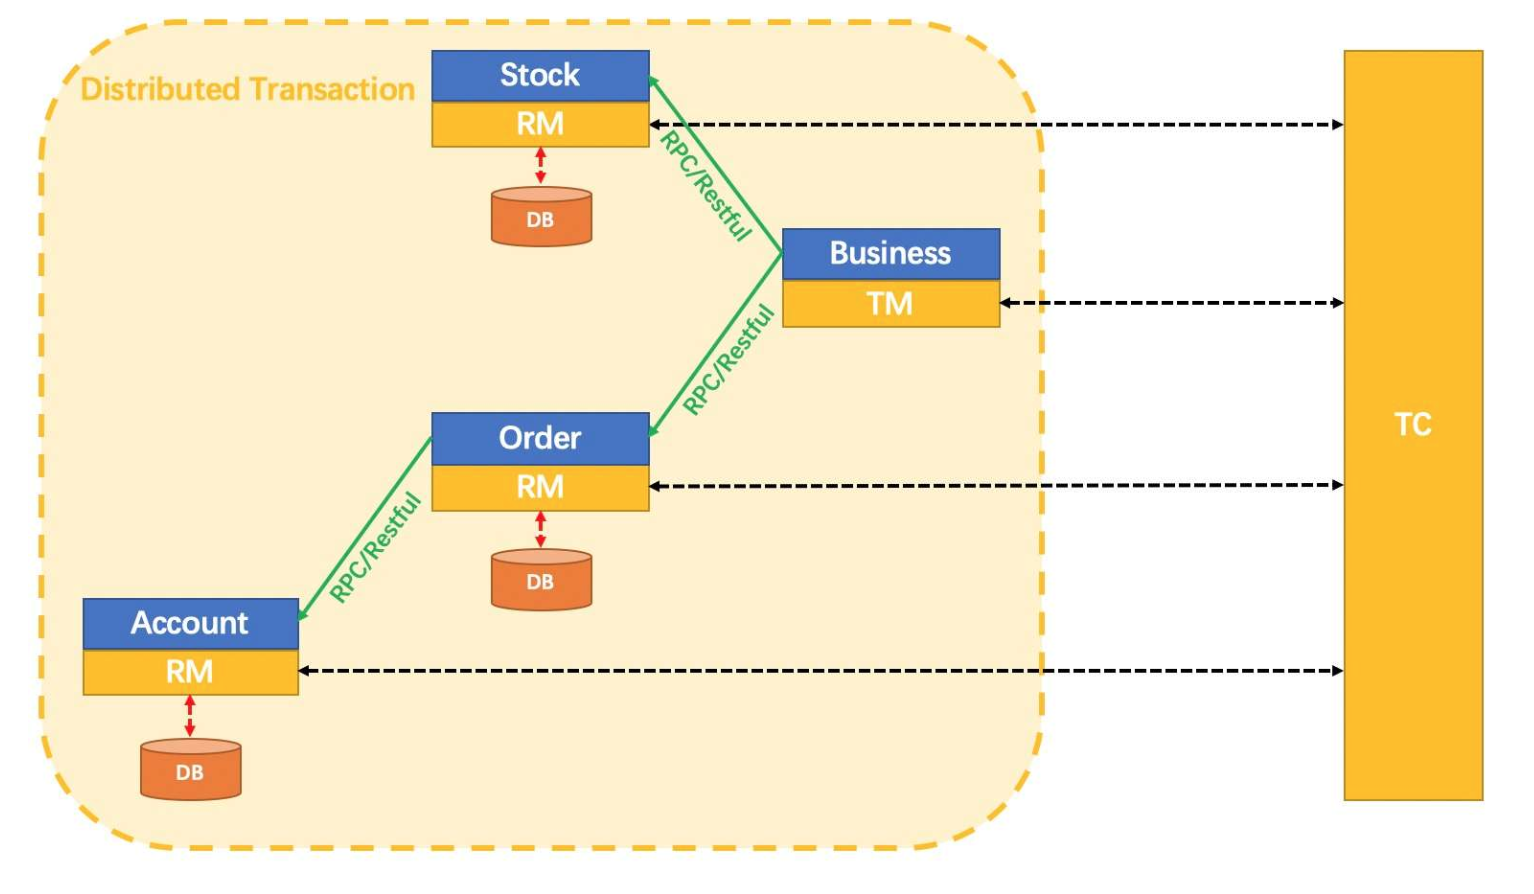 Distributed Transaction
Stock
RM
DB
RPC/Restful
Business
TM
RPC/Restful
Order
RM
DB
RPC/Restful
Account
RM
DB
TC